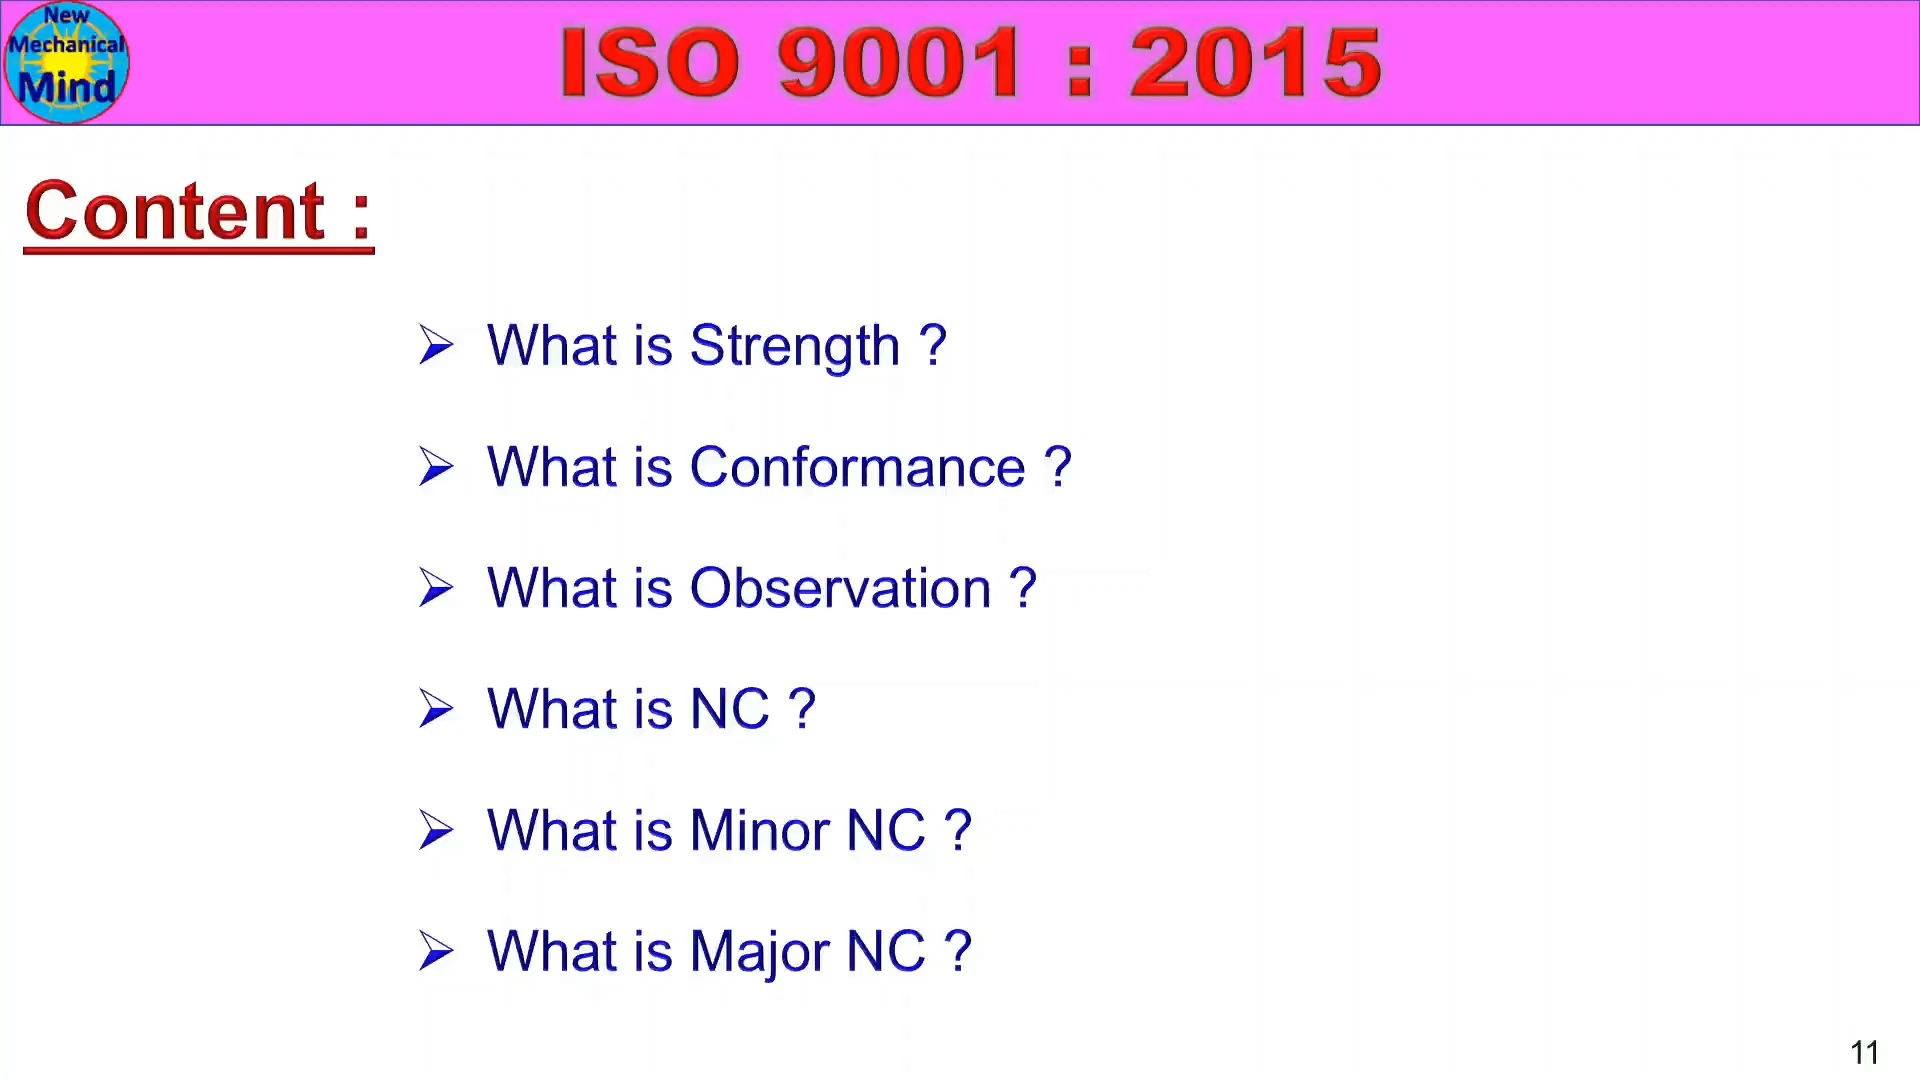 New
Mechanical
Mind
ISO 9001 : 2015
Content :
➢ What is Strength ?
➢ What is Conformance ?
➢ What is Observation ?
➢ What is NC ?
➢ What is Minor NC ?
➢ What is Major NC ?
11